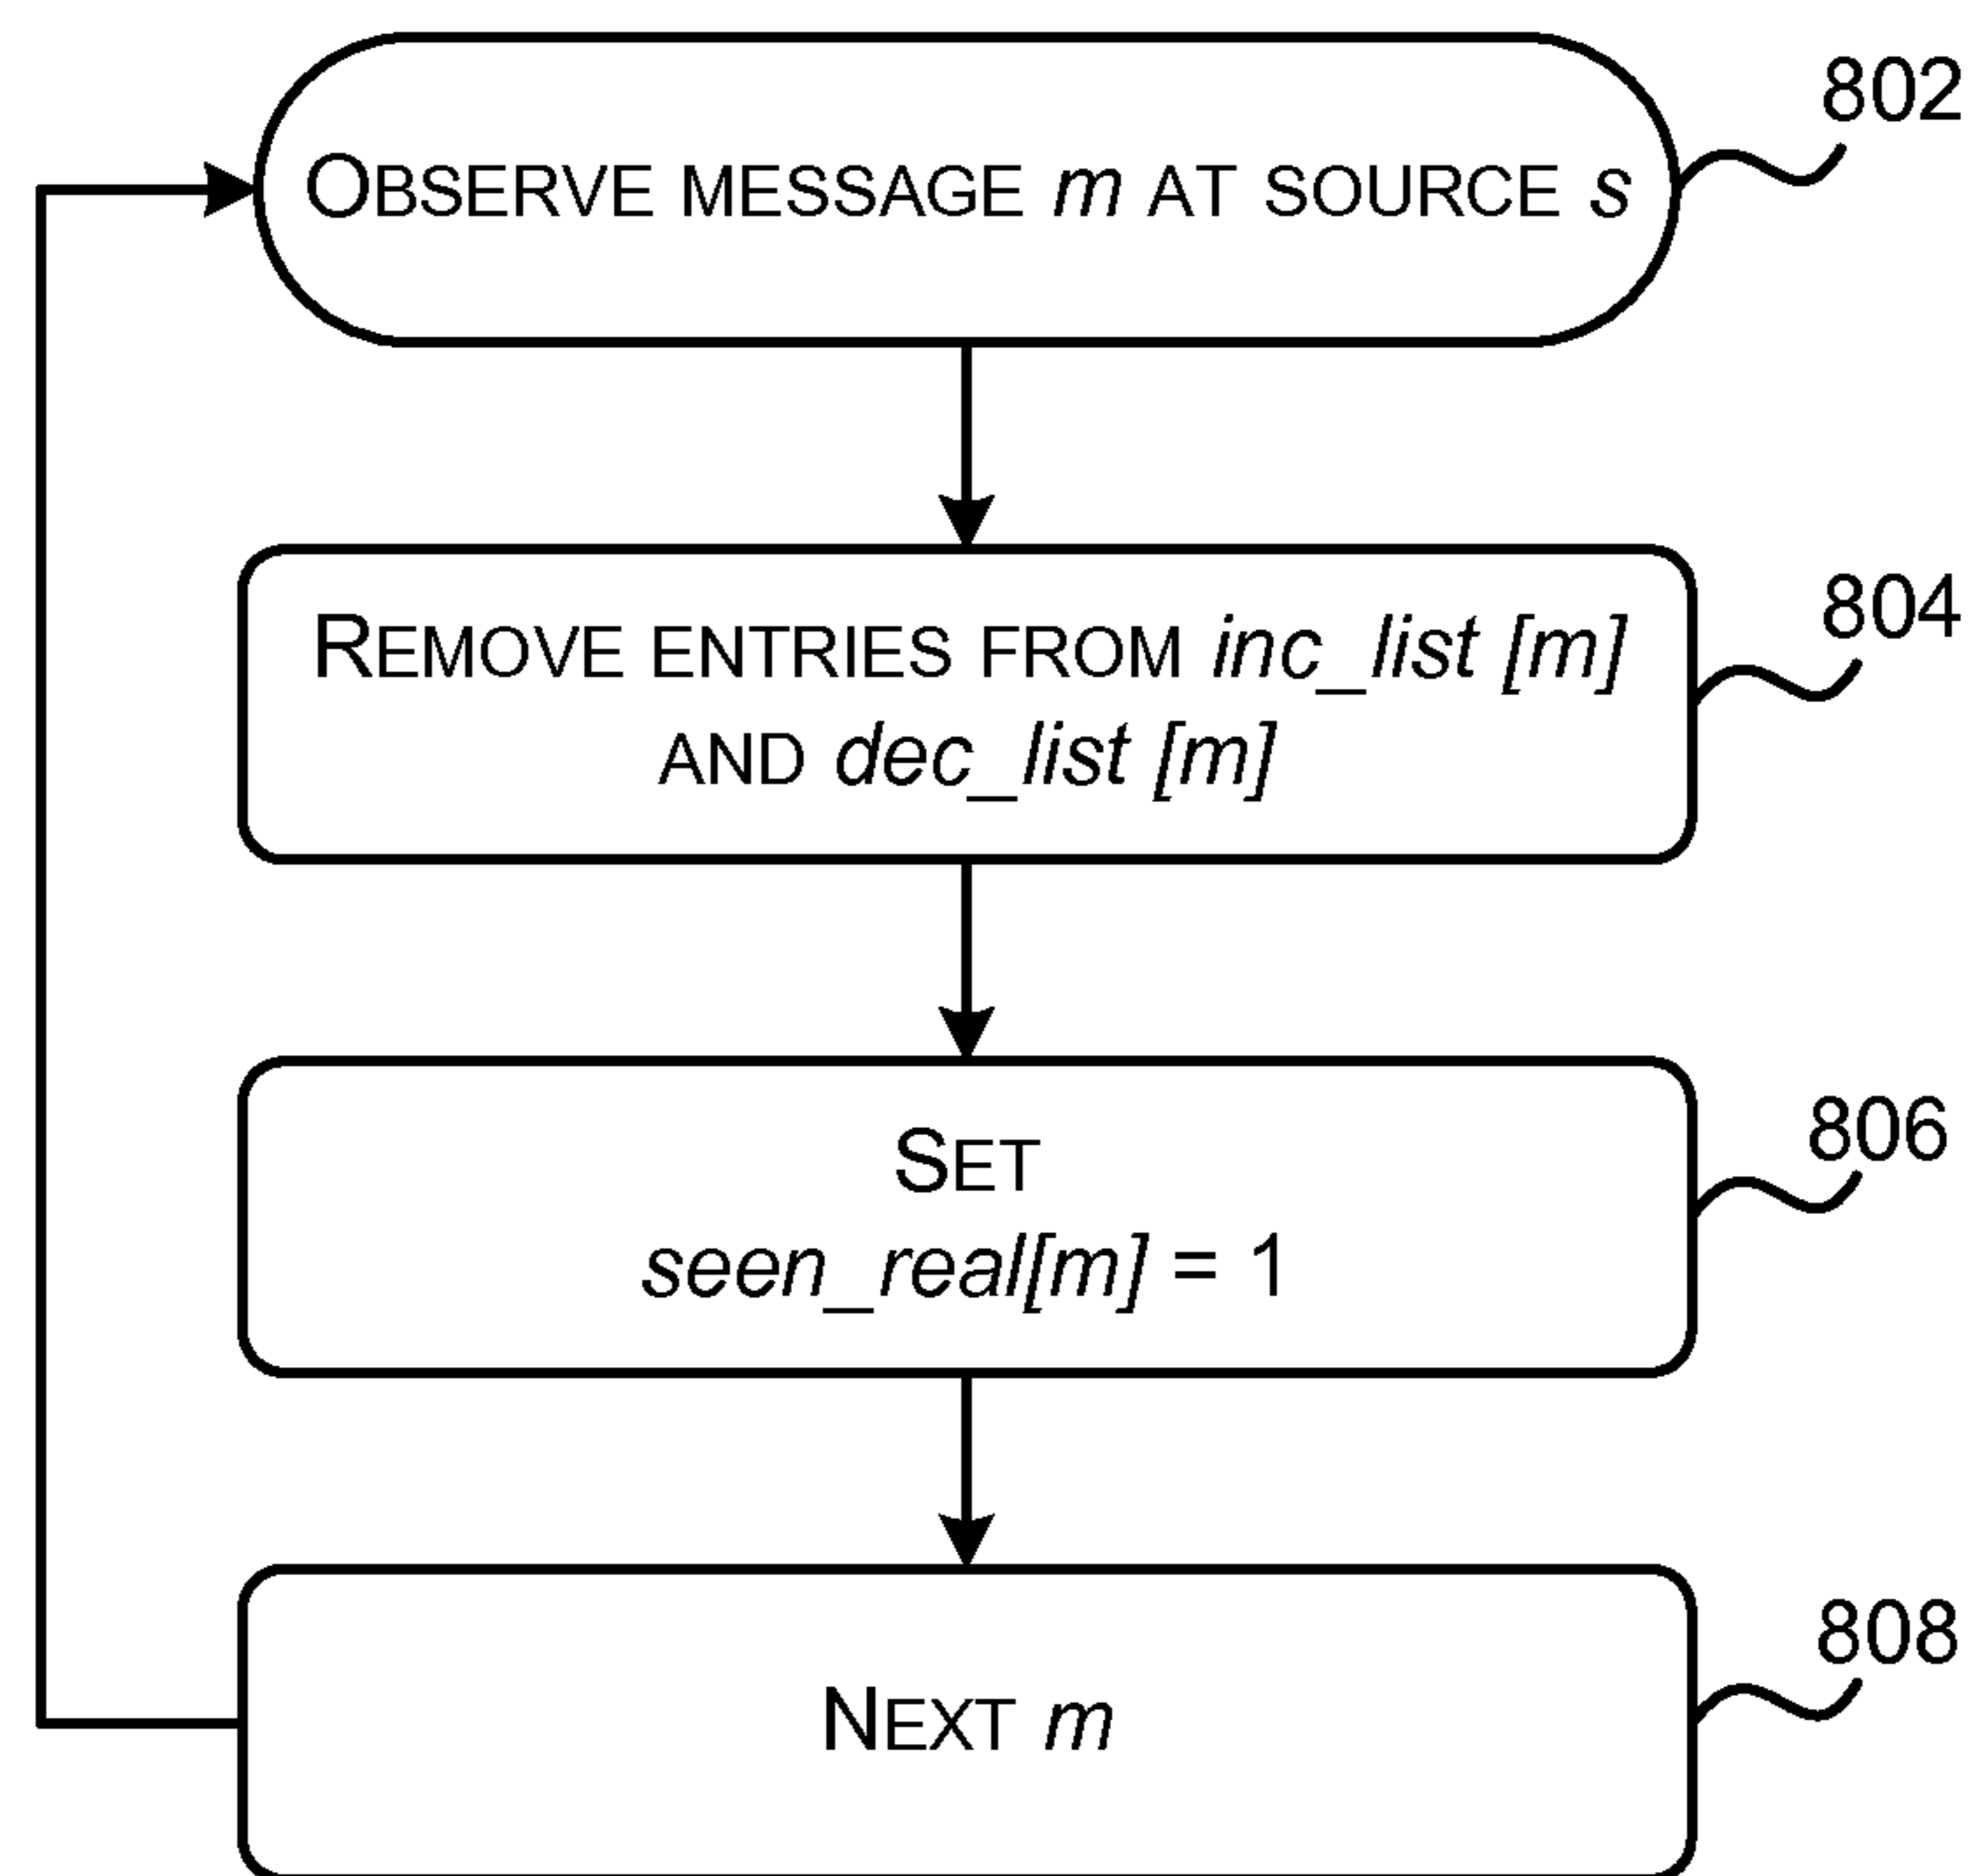 OBSERVE MESSAGE m AT SOURCE s
802
REMOVE ENTRIES FROM inc_list [m]
AND dec_list [m]
804
SET
seen_real[m] = 1
806
NEXT m
808